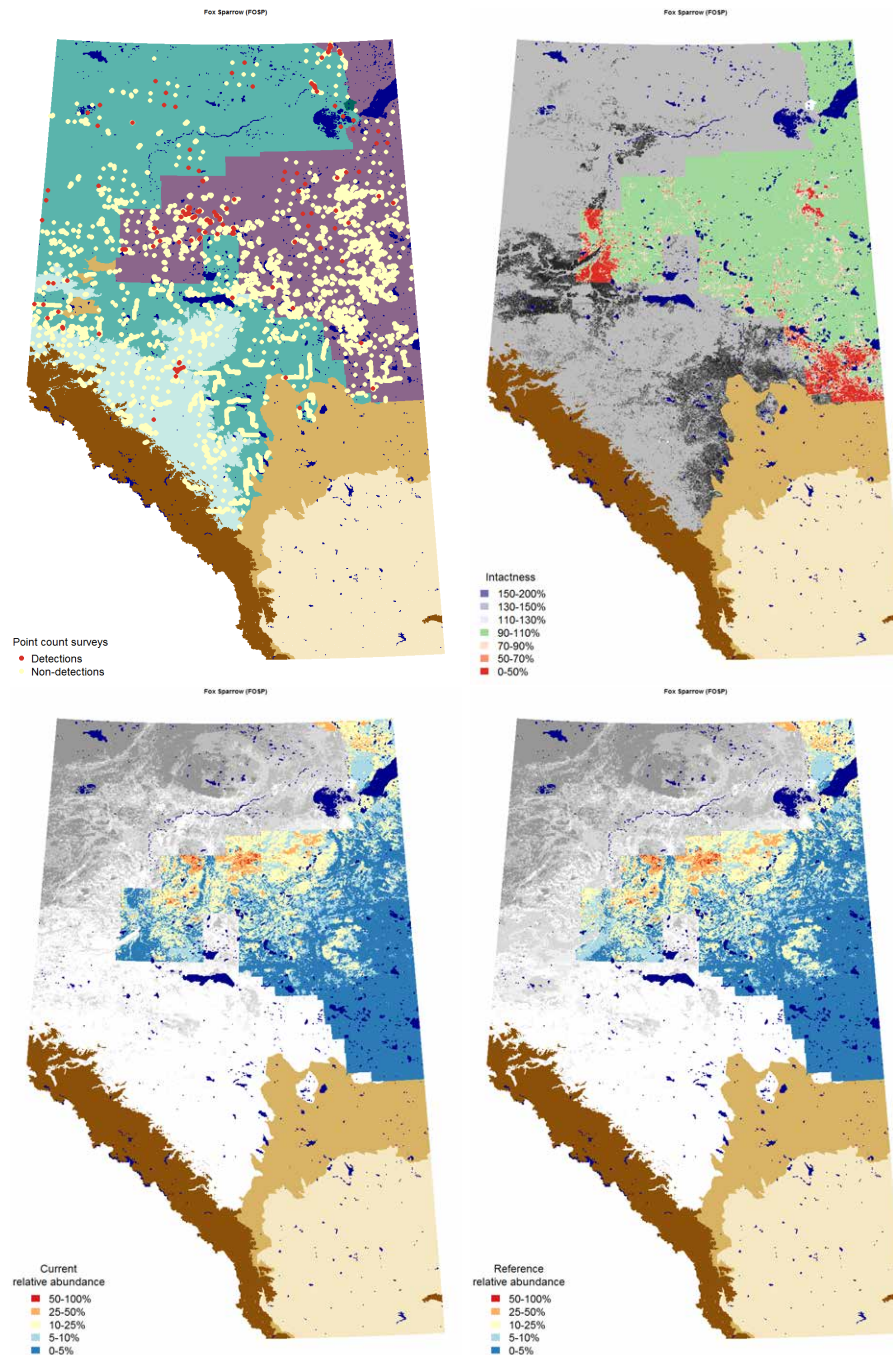 Fox Sparrow (FOSP)
Point count surveys
Detections
Non-detections
Fox Sparrow (FOSP)
Intactness
150-200%
130-150%
110-130%
90-110%
70-90%
50-70%
0-50%
Fox Sparrow (FOSP)
Current
relative abundance
50-100%
25-50%
10-25%
5-10%
0-5%
Fox Sparrow (FOSP)
Reference
relative abundance
50-100%
25-50%
10-25%
5-10%
0-5%